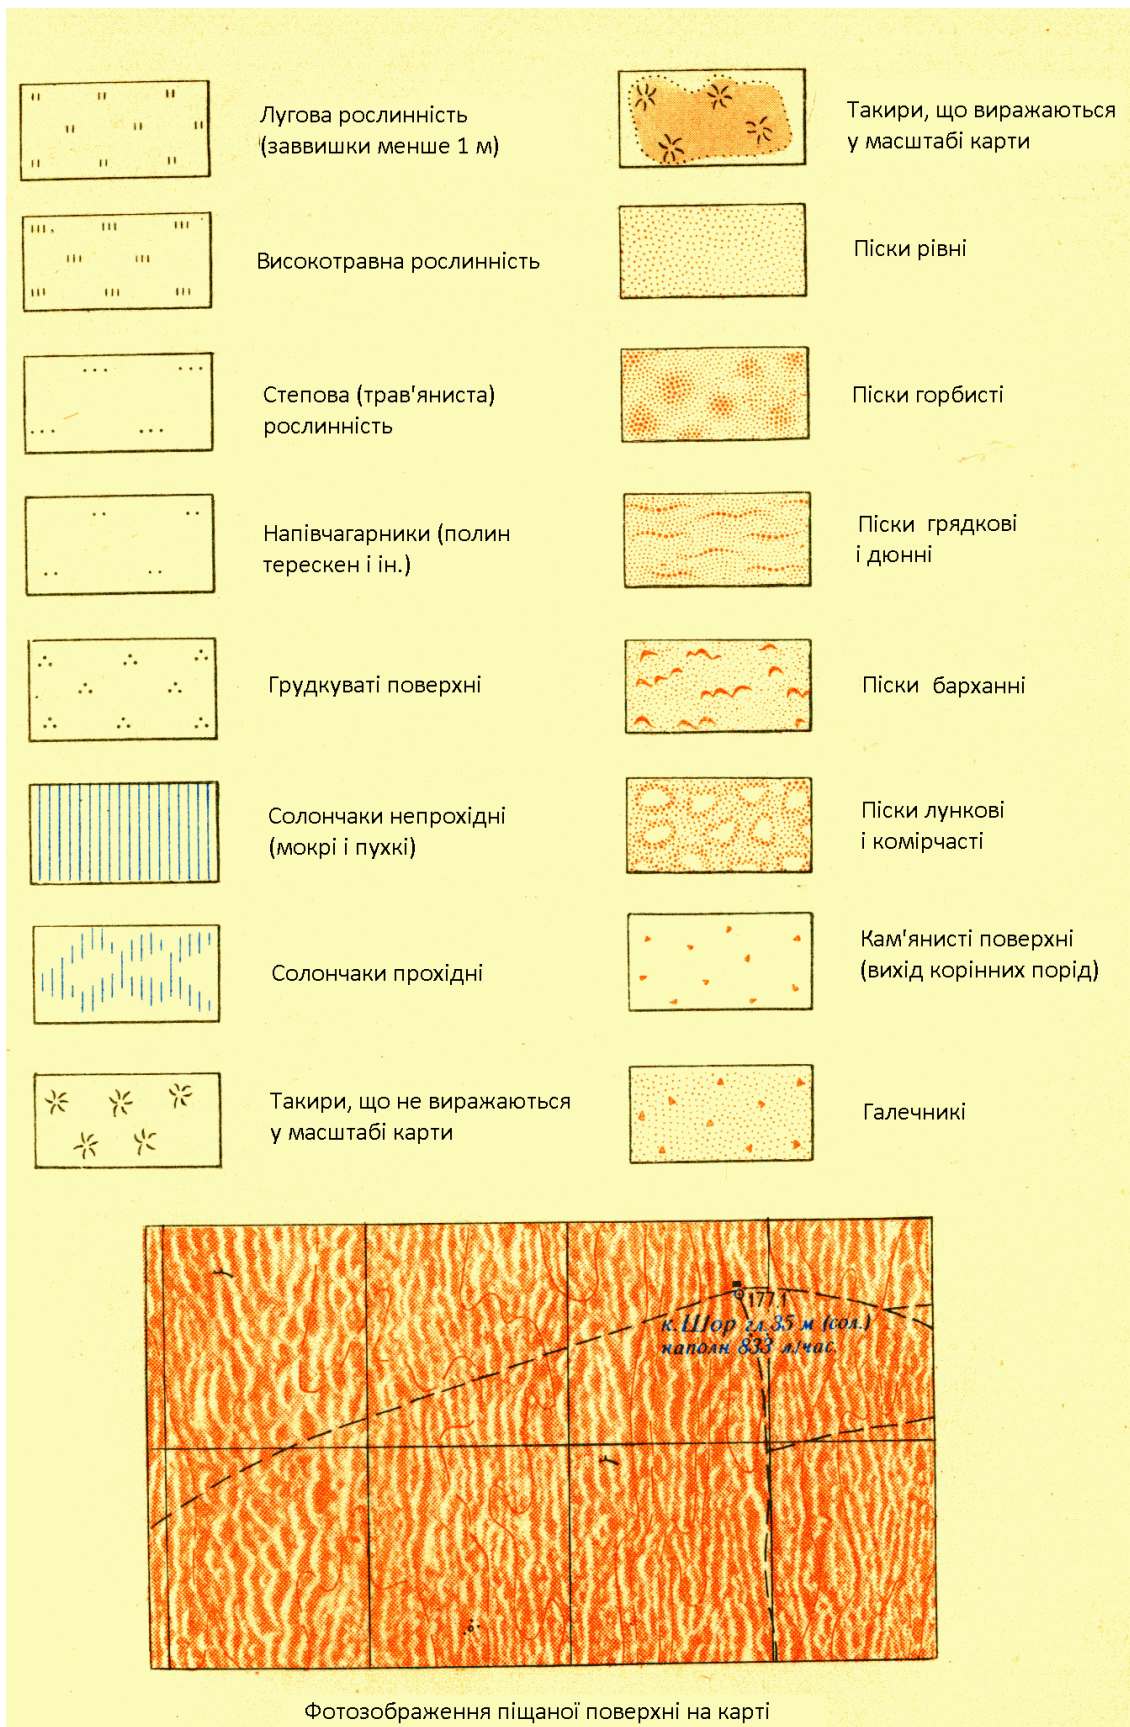 Лугова рослинність
(заввишки менше 1 м)
Високотравна рослинність
Степова (трав'яниста)
рослинність
Напівчагарники (полин
терескен і ін.)
Грудкуваті поверхні
Солончаки непрохідні
(мокрі і пухкі)
Солончаки прохідні
Такири, що не виражаються
у масштабі карти
Такири, що виражаються
у масштабі карти
Піски рівні
Піски горбисті
Піски грядкові
і дюнні
Піски барханні
Піски лункові
і комірчасті
Кам'янисті поверхні
(вихід корінних порід)
Галечникі
177.1
к. Шор гл. 35 м (сол.)
наполн 833 л/час.
Фотозображення піщаної поверхні на карті